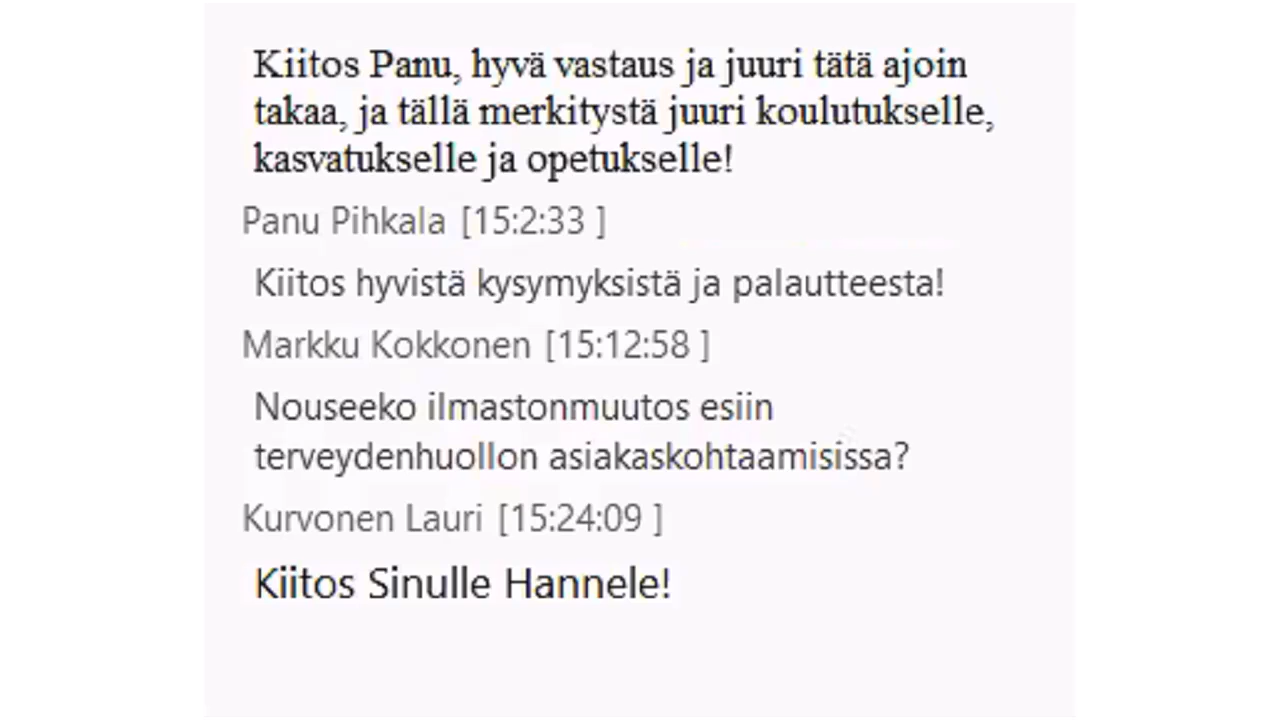 Kiitos Panu, hyvä vastaus ja juuri tätä ajoin
takaa, ja tällä merkitystä juuri koulutukselle,
kasvatukselle ja opetukselle!
Panu Pihkala [15:2:33 ]
Kiitos hyvistä kysymyksistä ja palautteesta!
Markku Kokkonen [15:12:58 ]
Nouseeko ilmastonmuutos esiin
terveydenhuollon asiakaskohtaamisissa?
Kurvonen Lauri [15:24:09 ]
Kiitos Sinulle Hannele!